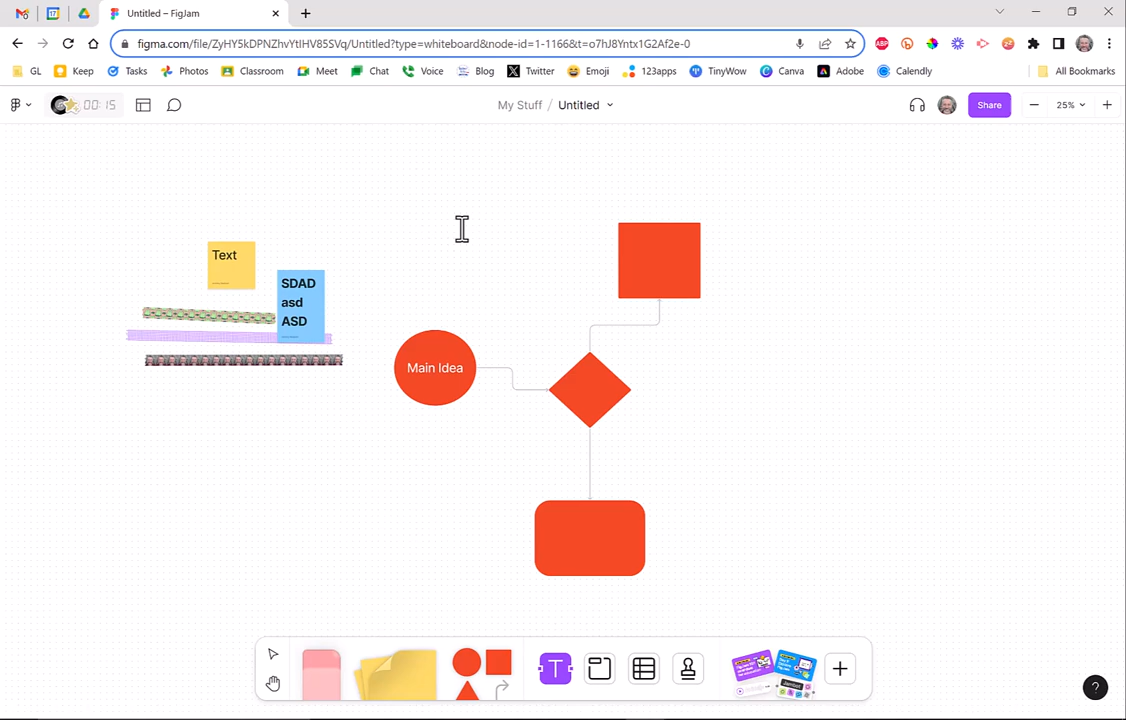 Untitled – FigJam
figma.com/file/ZyHY5kDPNZhvYtIHV85SVq/Untitled?type=whiteboard&node-id=1-1166&t=o7hJ8Yntx1G2Af2e-0
GL Keep Tasks Photos Classroom Meet Chat Voice Blog Twitter Emoji 123apps TinyWow Canva Adobe Calendly All Bookmarks
00:15
My Stuff / Untitled
Share
25%
Text
SDAD
asd
ASD
Main Idea
T
?